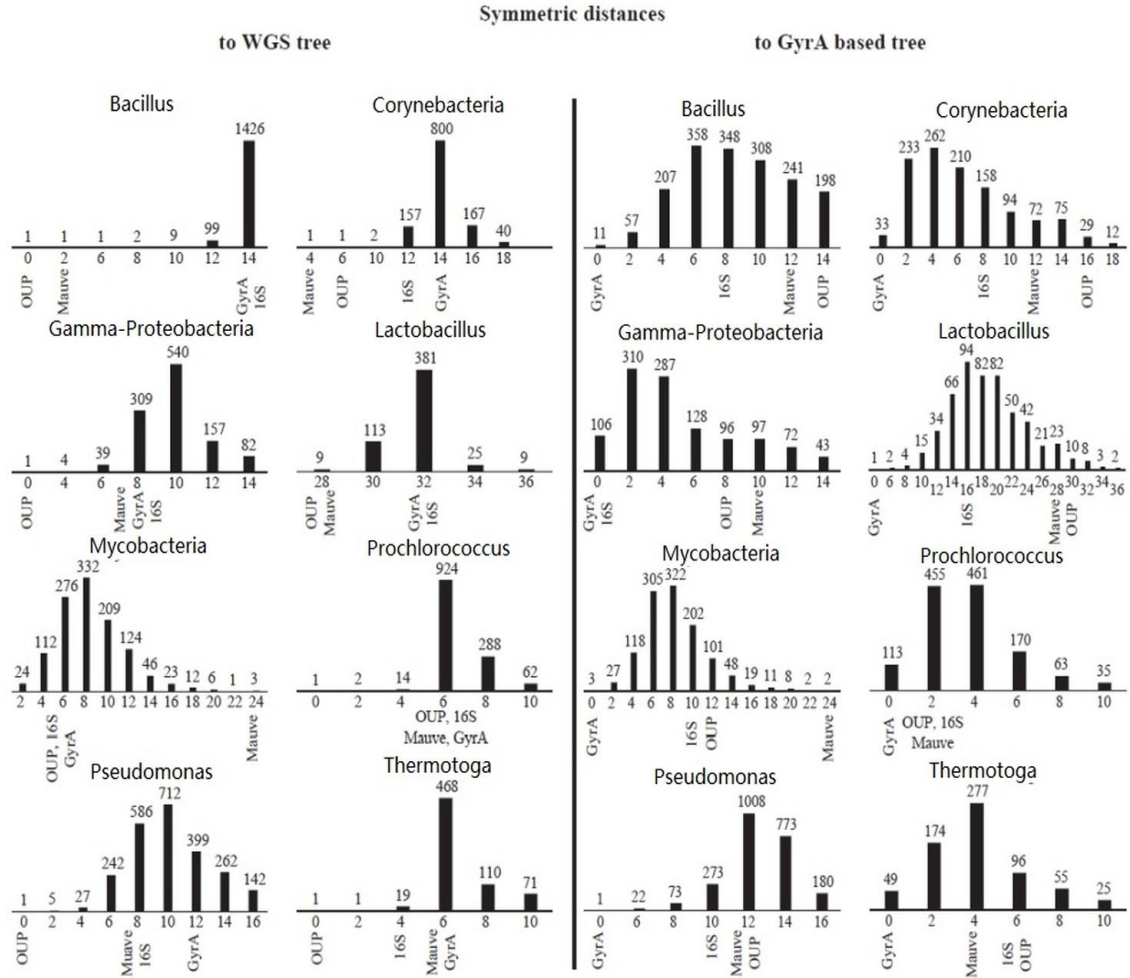 Symmetric distances
to WGS tree
to GyrA based tree
Bacillus
1426
1 1 1 2 9 99
0 2 6 8 10 12 14
OUP Mauve GyrA 16S
Corynebacteria
800
1 1 2 157 167 40
4 6 10 12 14 16 18
Mauve OUP 16S GyrA
Bacillus
11 57 207 358 348 308 241 198
0 2 4 6 8 10 12 14
GyrA 16S Mauve OUP
Corynebacteria
33 233 262 210 158 94 72 75 29 12
0 2 4 6 8 10 12 14 16 18
GyrA 16S Mauve OUP
Gamma-Proteobacteria
540
1 4 39 309 157 82
0 4 6 8 10 12 14
OUP Mauve GyrA 16S
Lactobacillus
381
9 113 25 9
28 30 32 34 36
OUP Mauve GyrA 16S
Gamma-Proteobacteria
106 310 287 128 96 97 72 43
0 2 4 6 8 10 12 14
GyrA 16S OUP Mauve
Lactobacillus
94
1 2 4 15 34 66 82 82 50 42 21 23 10 8 3 2
0 6 8 10 12 14 16 18 20 22 24 26 28 30 32 34 36
GyrA 16S Mauve OUP
Mycobacteria
332
24 112 276 209 124 46 23 12 6 1 3
2 4 6 8 10 12 14 16 18 20 22 24
OUP, 16S GyrA Mauve
Prochlorococcus
924
1 2 14 288 62
0 2 4 6 8 10
OUP, 16S
Mauve, GyrA
Mycobacteria
3 27 118 305 322 202 101 48 19 11 8 2 2
0 2 4 6 8 10 12 14 16 18 20 22 24
GyrA 16S OUP Mauve
Prochlorococcus
113 455 461 170 63 35
0 2 4 6 8 10
GyrA OUP, 16S
Mauve
Pseudomonas
712
1 5 27 242 586 399 262 142
0 2 4 6 8 10 12 14 16
OUP Muave 16S GyrA
Thermotoga
468
1 1 19 110 71
0 2 4 6 8 10
OUP 16S Mauve GyrA
Pseudomonas
1008
1 22 73 273 773 180
0 6 8 10 12 14 16
GyrA 16S Mauve OUP
Thermotoga
277
49 174 96 55 25
0 2 4 6 8 10
GyrA Mauve 16S OUP